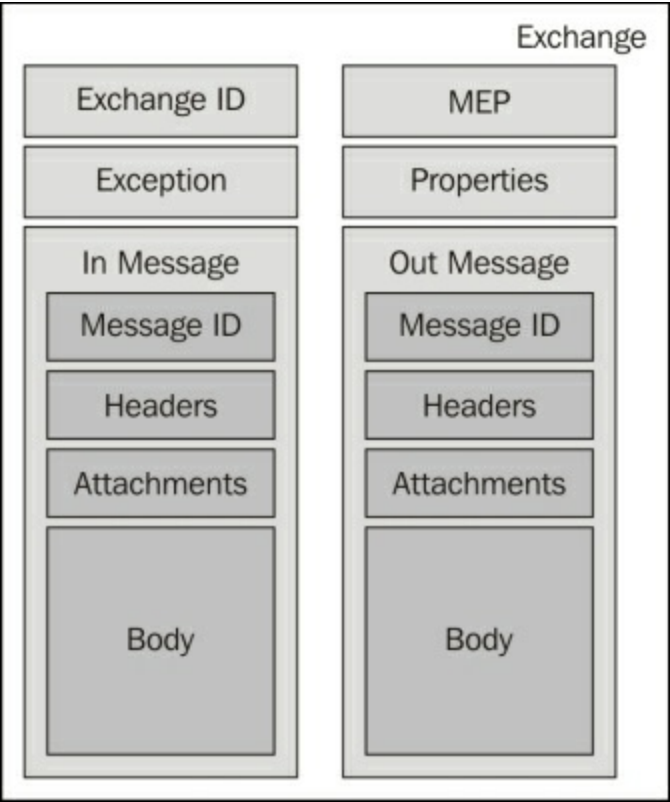 Exchange
Exchange ID
MEP
Exception
Properties
In Message
Message ID
Headers
Attachments
Body
Out Message
Message ID
Headers
Attachments
Body